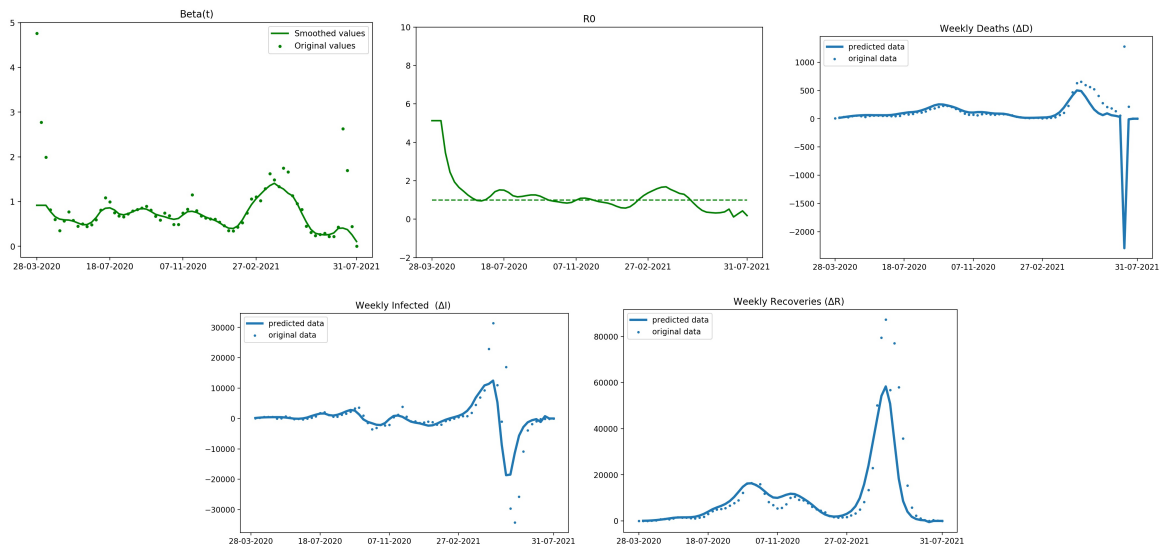 Beta(t)
5
4
3
2
1
0
Smoothed values
Original values
28-03-2020 18-07-2020 07-11-2020 27-02-2021 31-07-2021
R0
10
8
6
4
2
0
−2
28-03-2020 18-07-2020 07-11-2020 27-02-2021 31-07-2021
Weekly Deaths (ΔD)
predicted data
original data
1000
500
0
−500
−1000
−1500
−2000
28-03-2020 18-07-2020 07-11-2020 27-02-2021 31-07-2021
Weekly Infected (ΔI)
predicted data
original data
30000
20000
10000
0
−10000
−20000
−30000
28-03-2020 18-07-2020 07-11-2020 27-02-2021 31-07-2021
Weekly Recoveries (ΔR)
predicted data
original data
80000
60000
40000
20000
0
28-03-2020 18-07-2020 07-11-2020 27-02-2021 31-07-2021